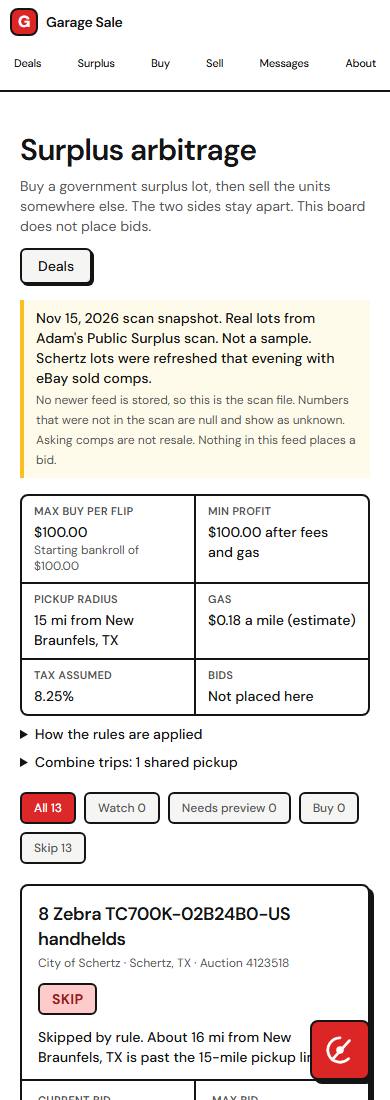 G Garage Sale
Deals Surplus Buy Sell Messages About
Surplus arbitrage
Buy a government surplus lot, then sell the units
somewhere else. The two sides stay apart. This board
does not place bids.
Deals
Nov 15, 2026 scan snapshot. Real lots from
Adam's Public Surplus scan. Not a sample.
Schertz lots were refreshed that evening with
eBay sold comps.
No newer feed is stored, so this is the scan file. Numbers
that were not in the scan are null and show as unknown.
Asking comps are not resale. Nothing in this feed places a
bid.
MAX BUY PER FLIP
$100.00
Starting bankroll of
$100.00
MIN PROFIT
$100.00 after fees
and gas
PICKUP RADIUS
15 mi from New
Braunfels, TX
GAS
$0.18 a mile (estimate)
TAX ASSUMED
8.25%
BIDS
Not placed here
How the rules are applied
Combine trips: 1 shared pickup
All 13 Watch 0 Needs preview 0 Buy 0
Skip 13
8 Zebra TC700K-02B24B0-US
handhelds
City of Schertz · Schertz, TX · Auction 4123518
SKIP
Skipped by rule. About 16 mi from New
Braunfels, TX is past the 15-mile pickup